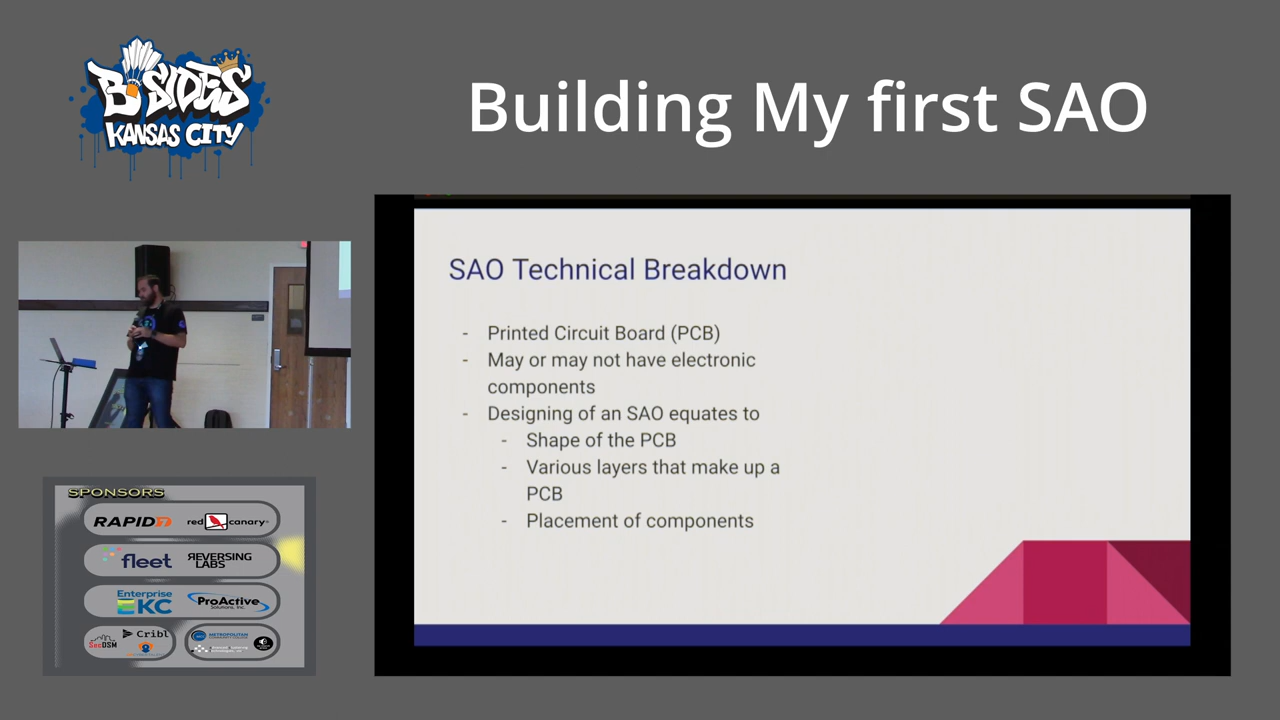 B-SIDES
KANSAS CITY
Building My first SAO
SAO Technical Breakdown
- Printed Circuit Board (PCB)
- May or may not have electronic
components
- Designing of an SAO equates to
- Shape of the PCB
- Various layers that make up a
PCB
- Placement of components
SPONSORS
RAPID7 red canary
fleet REVERSING
LABS
Enterprise
KC
ProActive
Solutions, Inc.
SecDSM
Cribl
METROPOLITAN